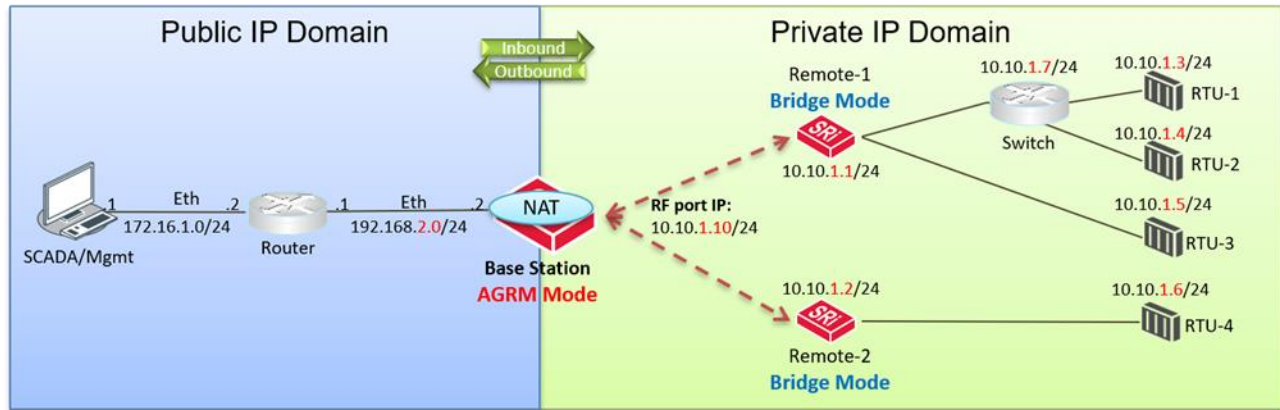 Public IP Domain
Private IP Domain
Inbound
Outbound
Remote-1
Bridge Mode
SRi
10.10.1.1/24
10.10.1.7/24
Switch
10.10.1.3/24
RTU-1
10.10.1.4/24
RTU-2
10.10.1.5/24
RTU-3
.1
Eth
.2
172.16.1.0/24
SCADA/Mgmt
Router
.1
Eth
.2
192.168.2.0/24
NAT
Base Station
AGRM Mode
RF port IP:
10.10.1.10/24
10.10.1.2/24
SRi
Remote-2
Bridge Mode
10.10.1.6/24
RTU-4